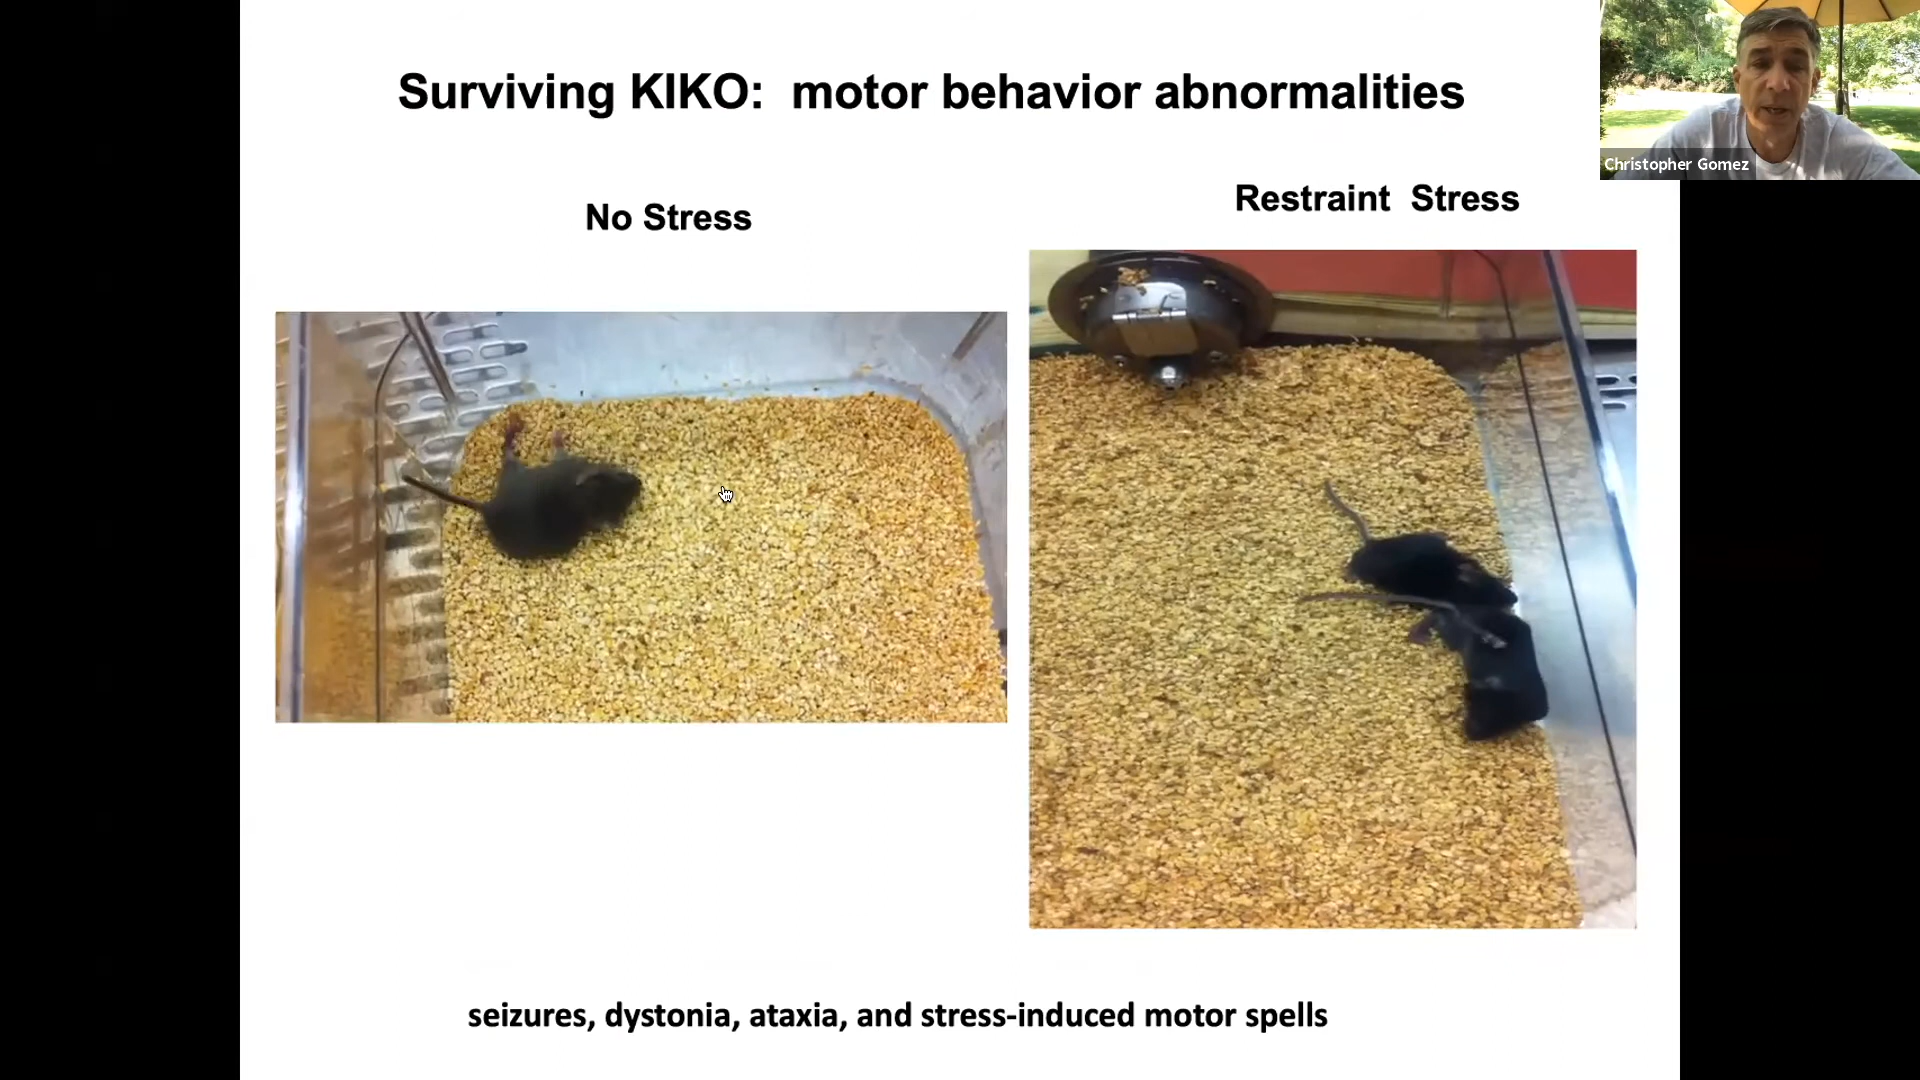 Surviving KIKO: motor behavior abnormalities
Christopher Gomez
No Stress
Restraint Stress
seizures, dystonia, ataxia, and stress-induced motor spells